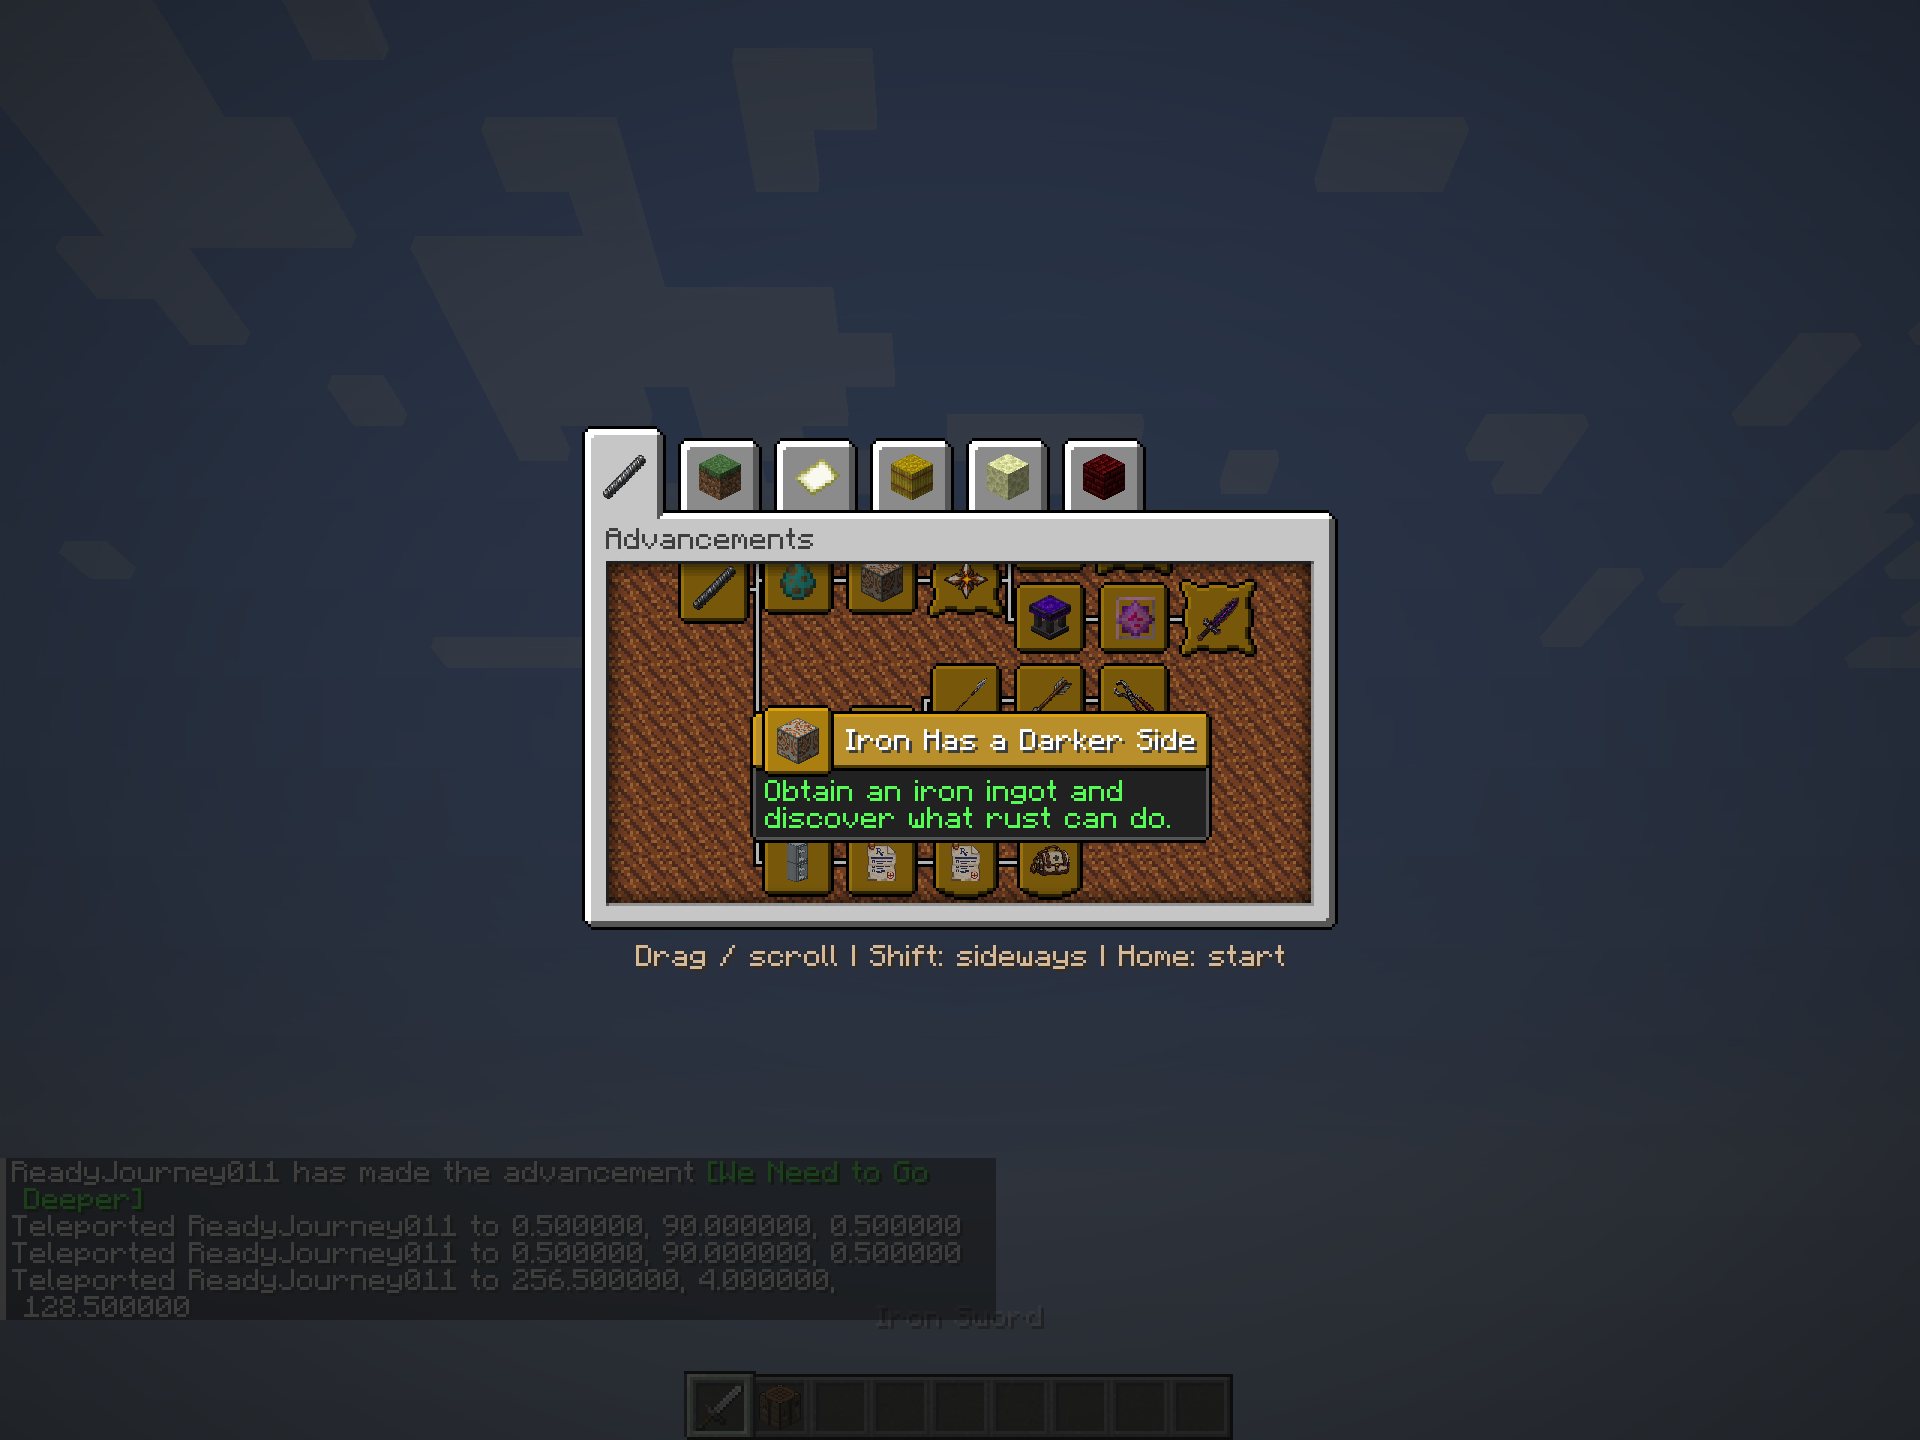 Advancements
Iron Has a Darker Side
Obtain an iron ingot and
discover what rust can do.
Drag / scroll | Shift: sideways | Home: start
ReadyJourney011 has made the advancement [We Need to Go
Deeper]
Teleported ReadyJourney011 to 0.500000, 90.000000, 0.500000
Teleported ReadyJourney011 to 0.500000, 90.000000, 0.500000
Teleported ReadyJourney011 to 256.500000, 4.000000,
128.500000
Iron Sword